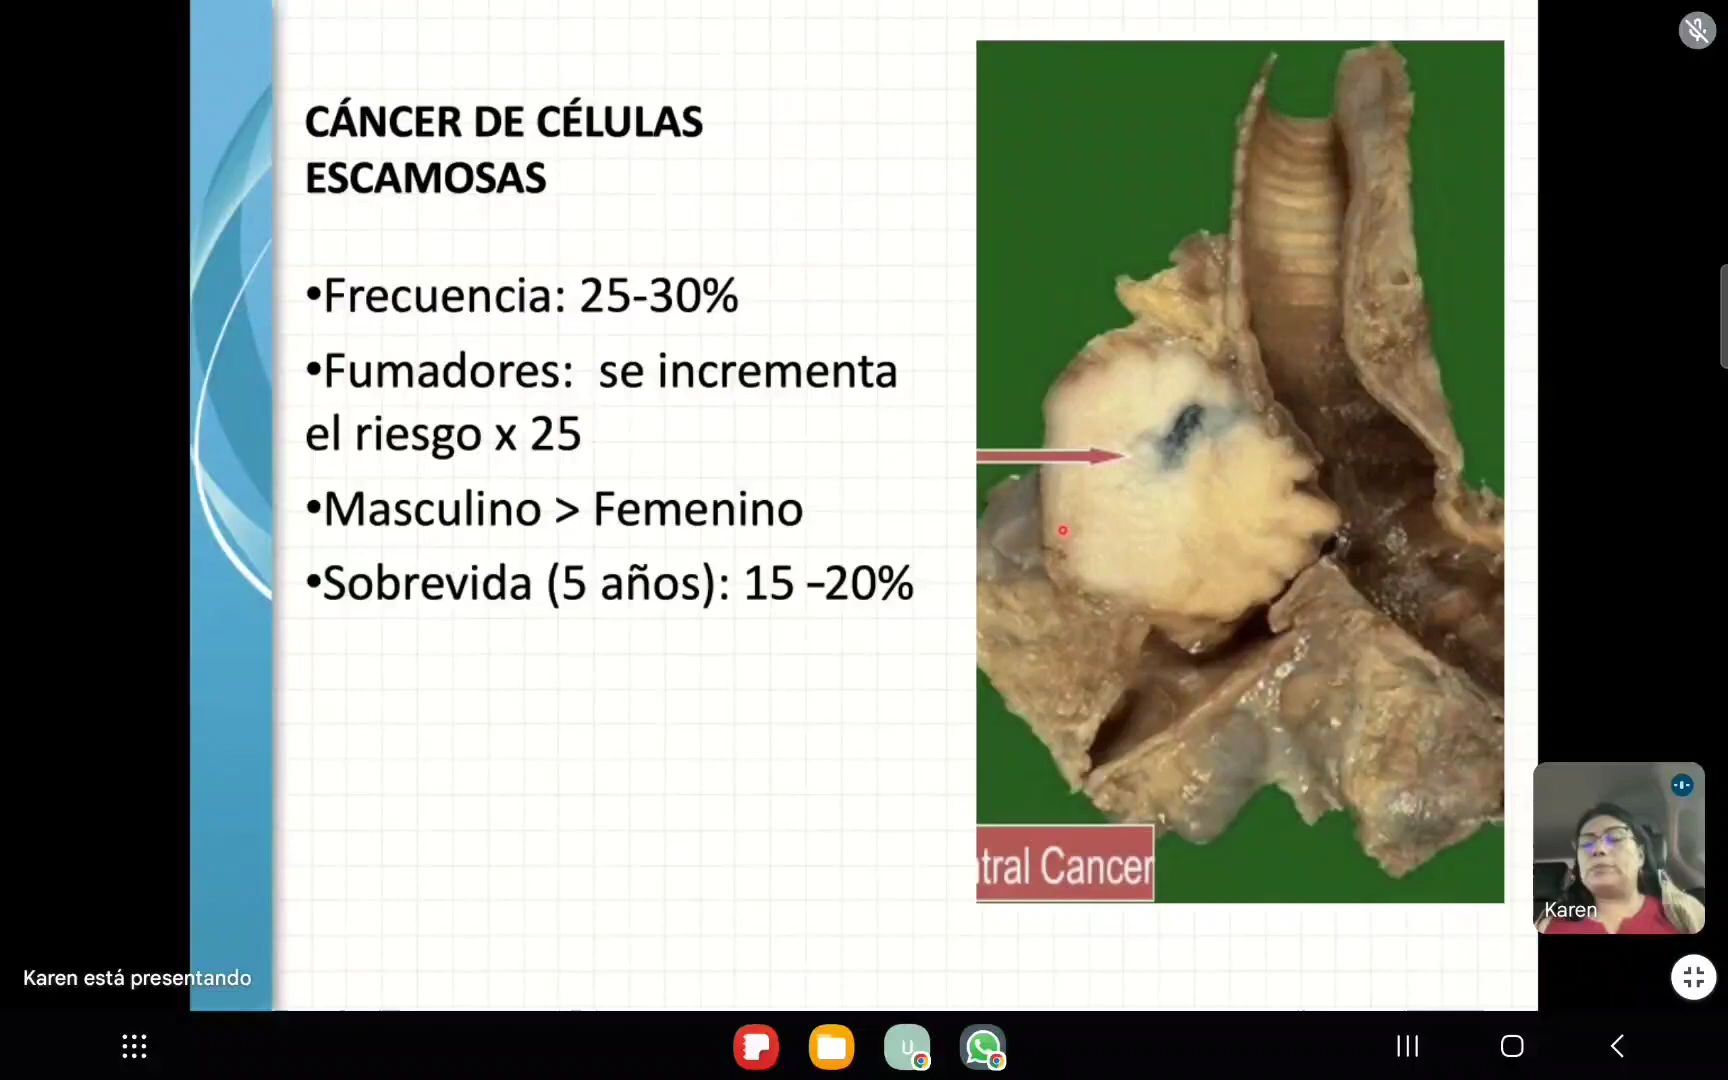 CÁNCER DE CÉLULAS
ESCAMOSAS
•Frecuencia: 25-30%
•Fumadores:  se incrementa
el riesgo x 25
•Masculino > Femenino
•Sobrevida (5 años): 15 –20%
tral Cancer
Karen
Karen está presentando
U